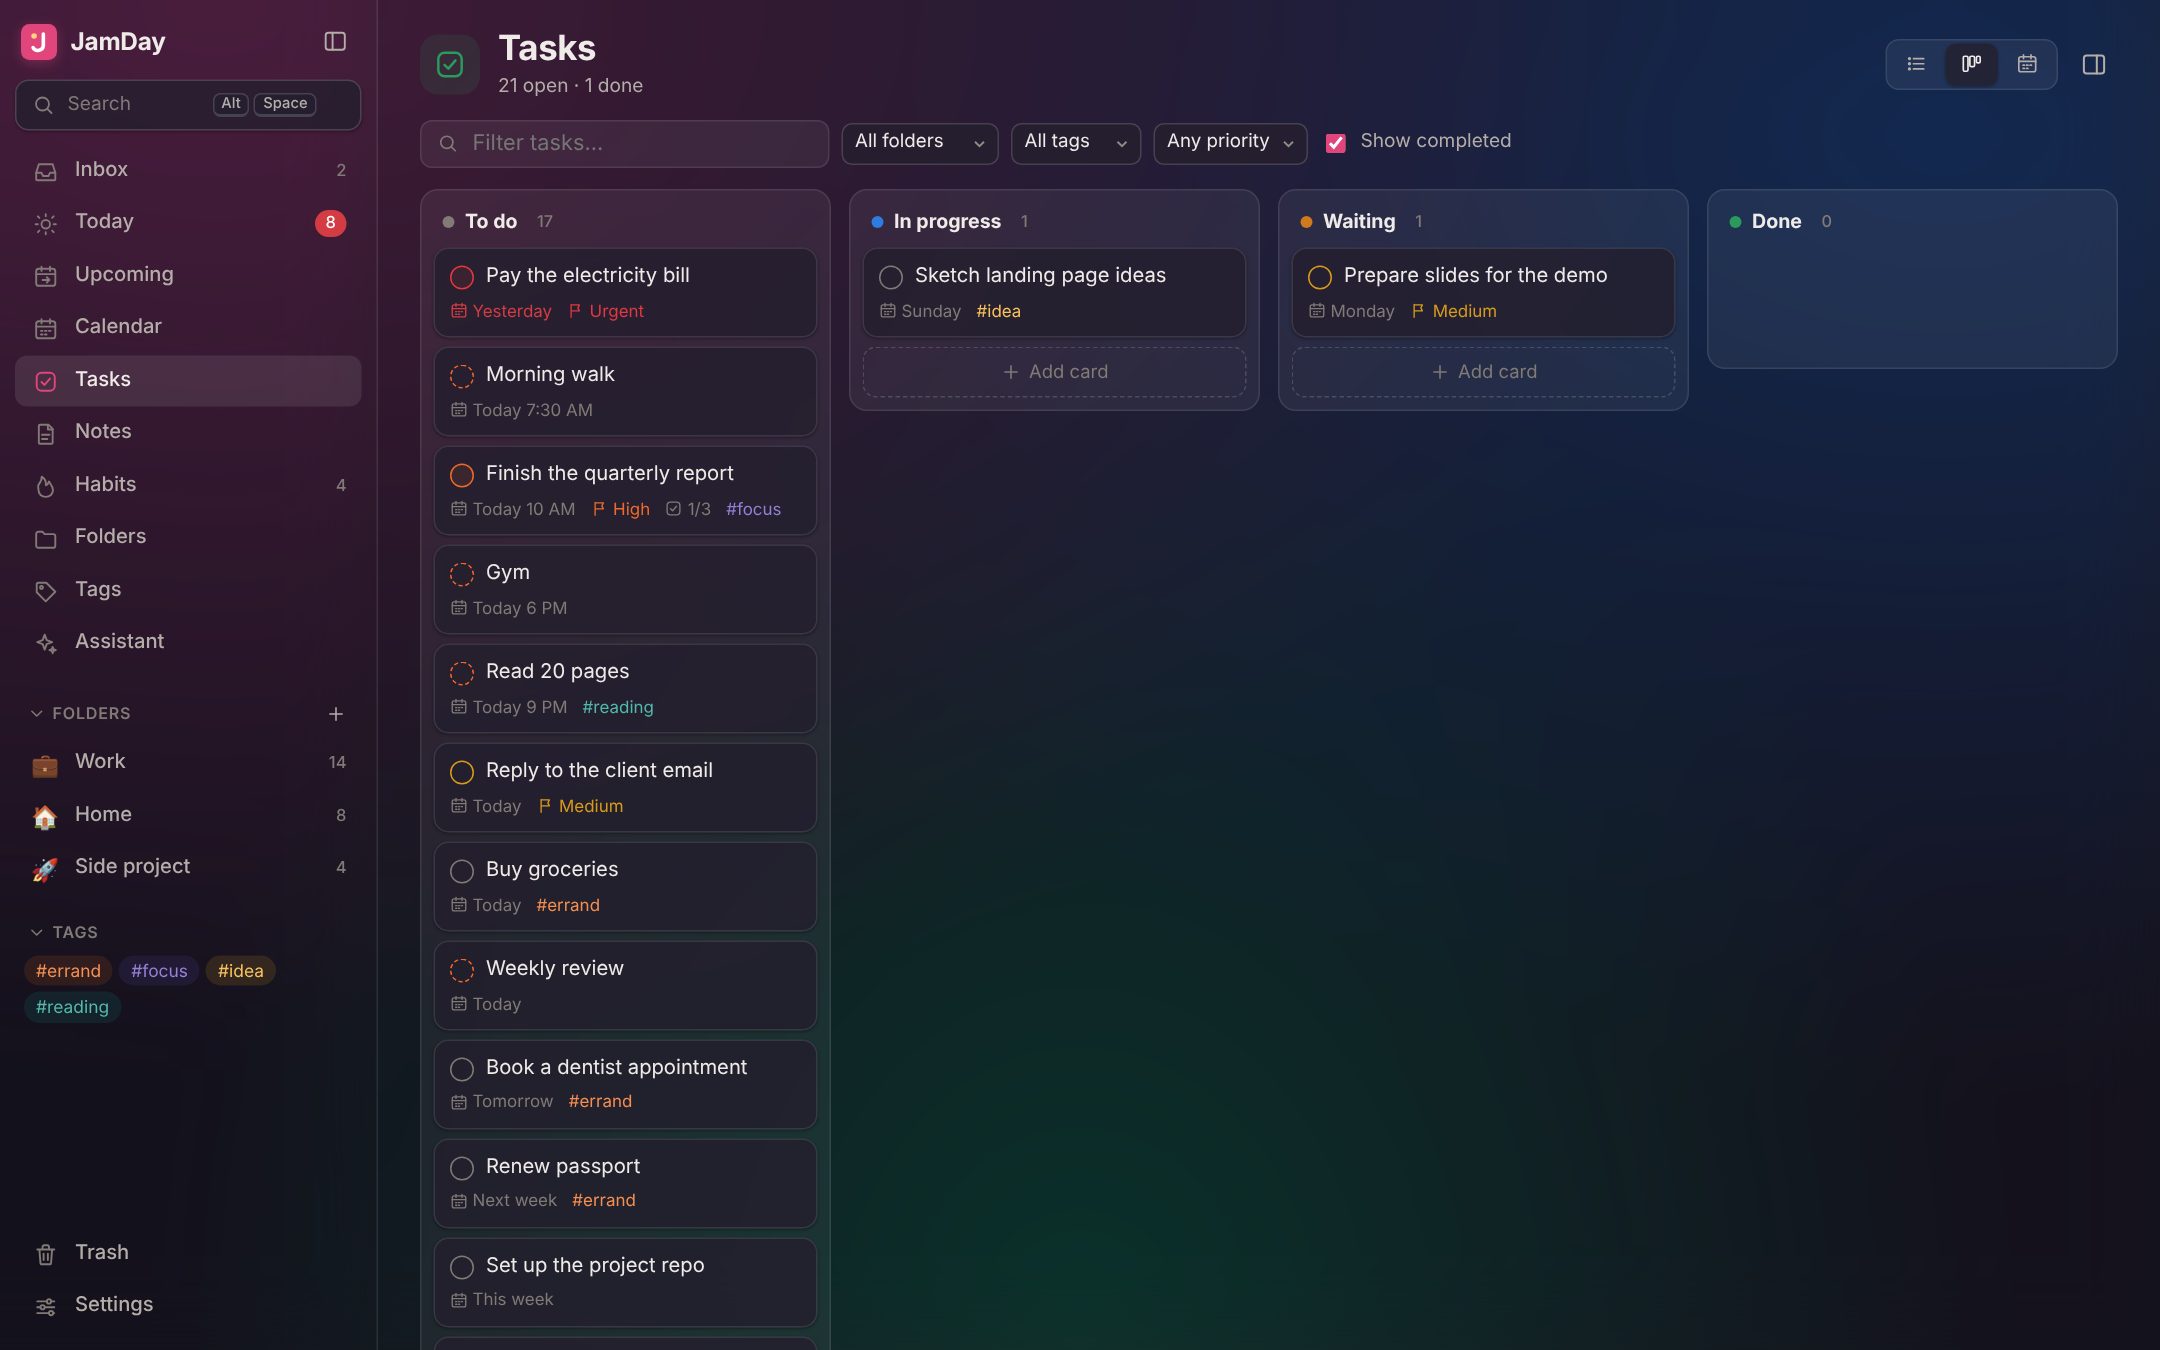 JamDay
Search Alt Space
Inbox 2
Today 8
Upcoming
Calendar
Tasks
Notes
Habits 4
Folders
Tags
Assistant
FOLDERS
Work 14
Home 8
Side project 4
TAGS
#errand #focus #idea
#reading
Trash
Settings
Tasks
21 open · 1 done
Filter tasks... All folders All tags Any priority Show completed
To do 17
Pay the electricity bill
Yesterday Urgent
Morning walk
Today 7:30 AM
Finish the quarterly report
Today 10 AM High 1/3 #focus
Gym
Today 6 PM
Read 20 pages
Today 9 PM #reading
Reply to the client email
Today Medium
Buy groceries
Today #errand
Weekly review
Today
Book a dentist appointment
Tomorrow #errand
Renew passport
Next week #errand
Set up the project repo
This week
In progress 1
Sketch landing page ideas
Sunday #idea
+ Add card
Waiting 1
Prepare slides for the demo
Monday Medium
+ Add card
Done 0